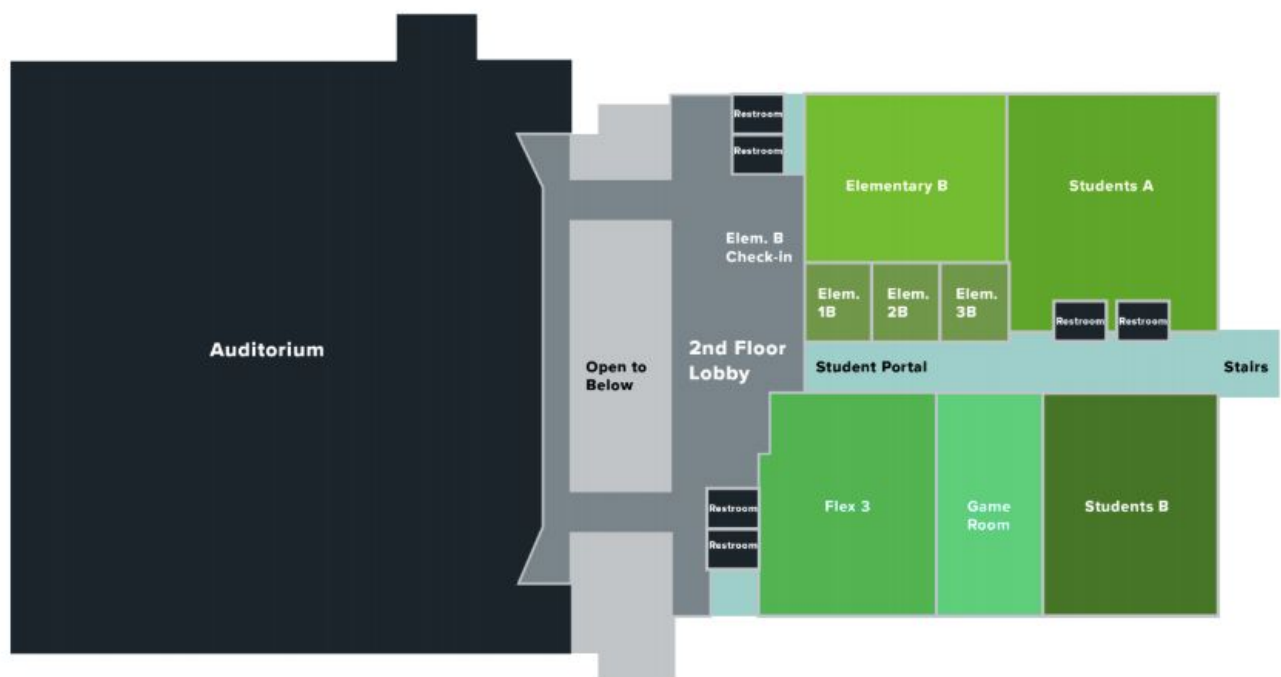 Restroom
Restroom
Elementary B
Students A
Elem. B
Check-in
Elem.
1B
Elem.
2B
Elem.
3B
Restroom
Restroom
Auditorium
Open to
Below
2nd Floor
Lobby
Student Portal
Stairs
Restroom
Restroom
Flex 3
Game
Room
Students B